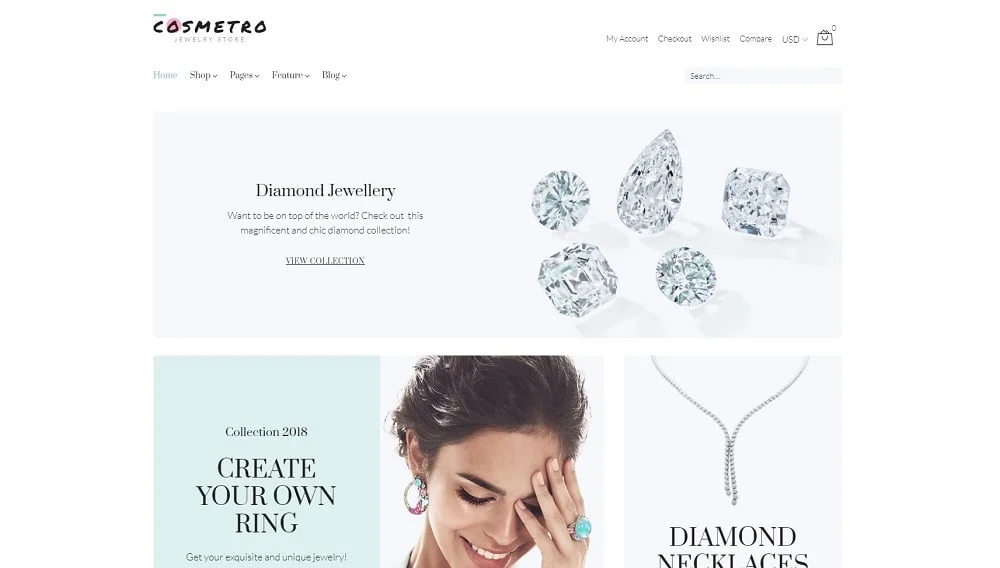 COSMETRO
JEWELRY STORE
My Account Checkout Wishlist Compare USD 0
Home Shop Pages Feature Blog
Search...
Diamond Jewellery
Want to be on top of the world? Check out this
magnificent and chic diamond collection!
VIEW COLLECTION
Collection 2018
CREATE
YOUR OWN
RING
Get your exquisite and unique jewelry!
DIAMOND
NECKLACES